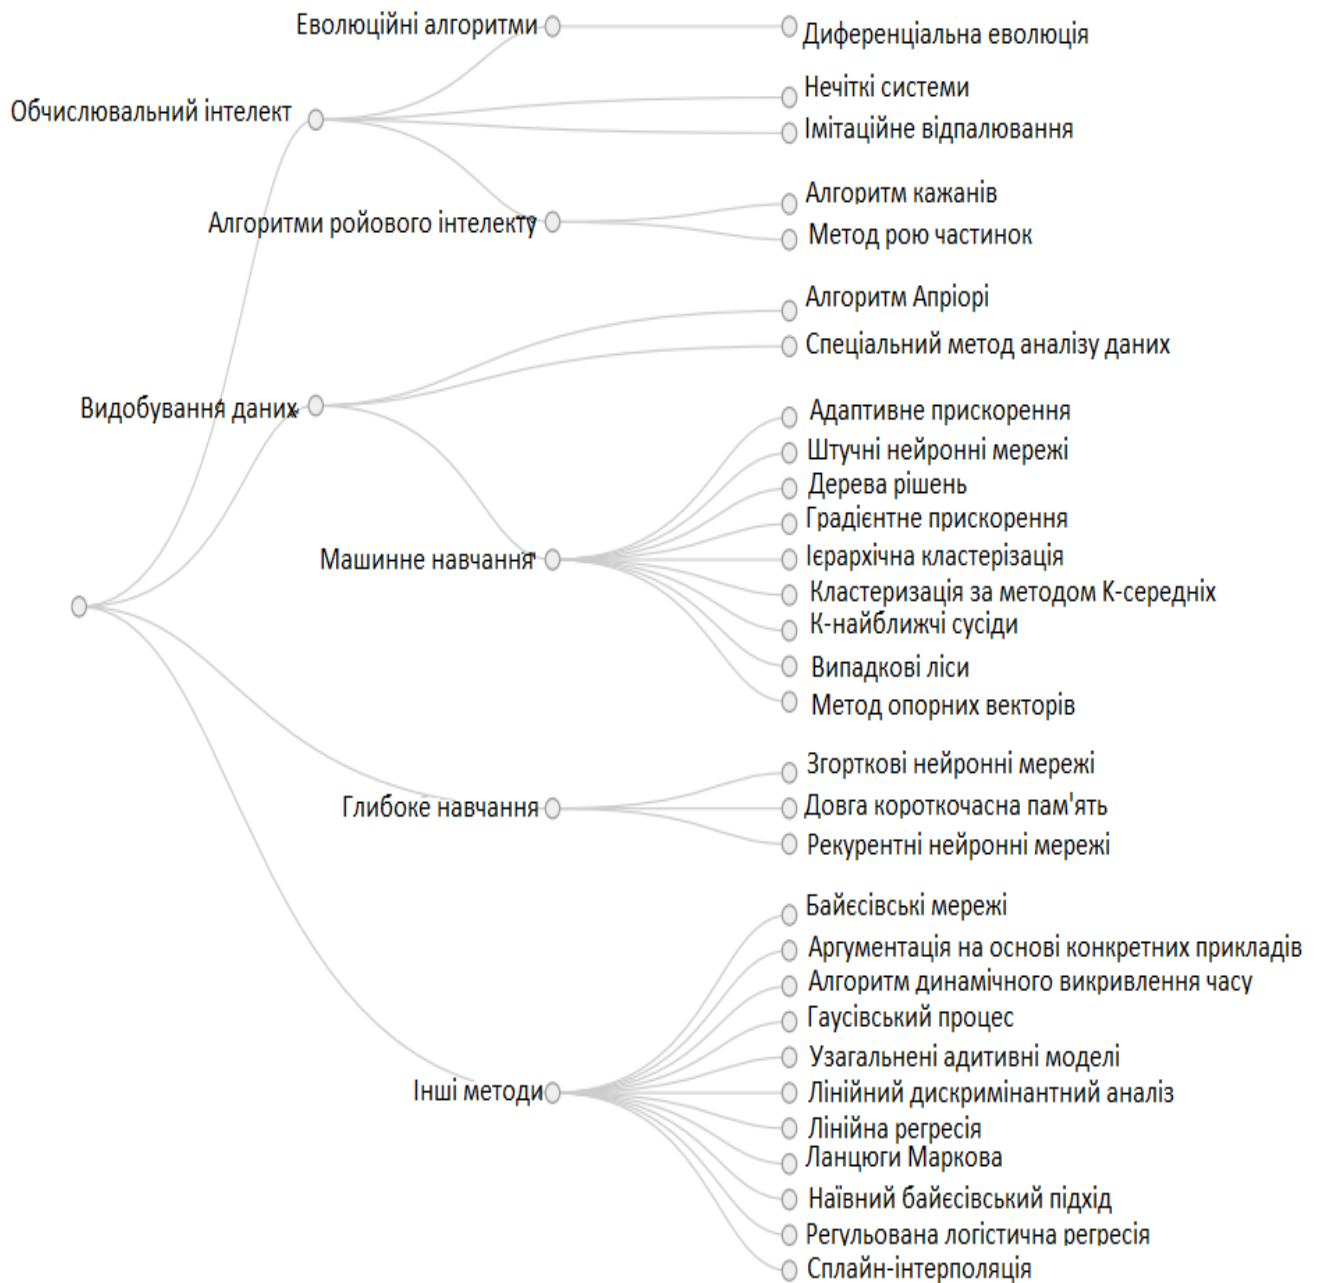 Еволюційні алгоритми
Диференціальна еволюція
Обчислювальний інтелект
Нечіткі системи
Імітаційне відпалювання
Алгоритми ройового інтелекту
Алгоритм кажанів
Метод рою частинок
Видобування даних
Алгоритм Апріорі
Спеціальний метод аналізу даних
Машинне навчання
Адаптивне прискорення
Штучні нейронні мережі
Дерева рішень
Градієнтне прискорення
Ієрархічна кластерізація
Кластеризація за методом К-середніх
К-найближчі сусіди
Випадкові ліси
Метод опорних векторів
Глибоке навчання
Згорткові нейронні мережі
Довга короткочасна пам'ять
Рекурентні нейронні мережі
Інші методи
Байєсівські мережі
Аргументація на основі конкретних прикладів
Алгоритм динамічного викривлення часу
Гаусівський процес
Узагальнені адитивні моделі
Лінійний дискримінантний аналіз
Лінійна регресія
Ланцюги Маркова
Наївний байєсівський підхід
Регульована логістична регресія
Сплайн-інтерполяція